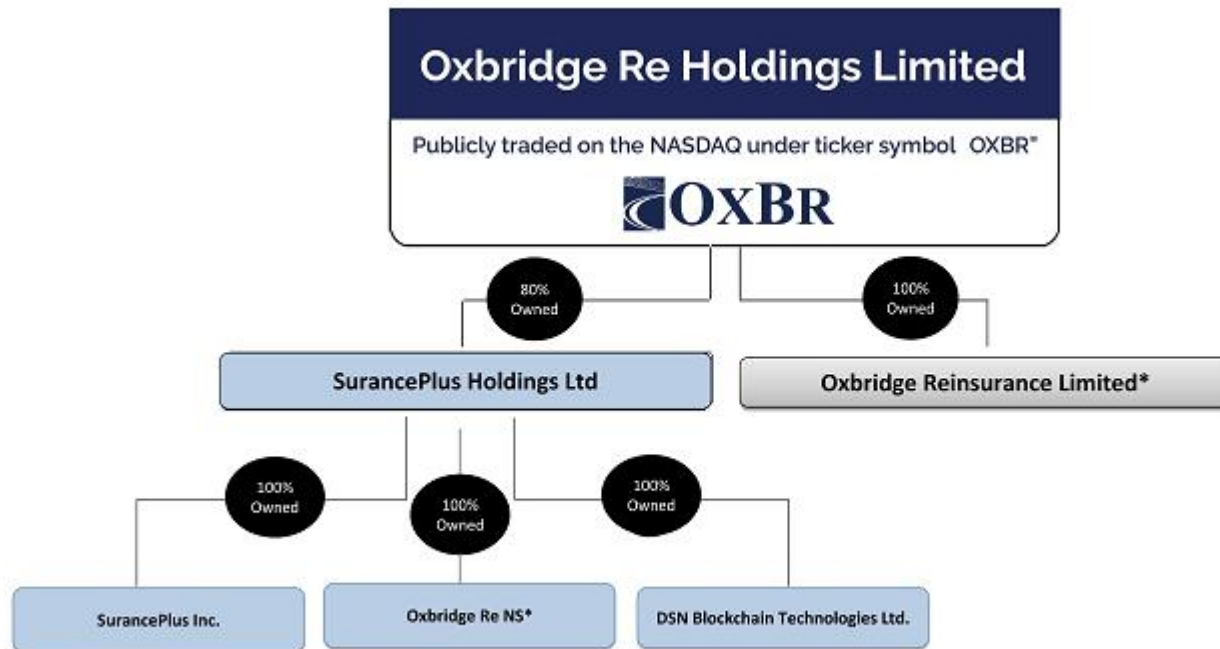 Oxbridge Re Holdings Limited
Publicly traded on the NASDAQ under ticker symbol OXBR"
OXBR
80%
Owned
100%
Owned
SurancePlus Holdings Ltd
Oxbridge Reinsurance Limited*
100%
Owned
100%
Owned
100%
Owned
SurancePlus Inc.
Oxbridge Re NS*
DSN Blockchain Technologies Ltd.